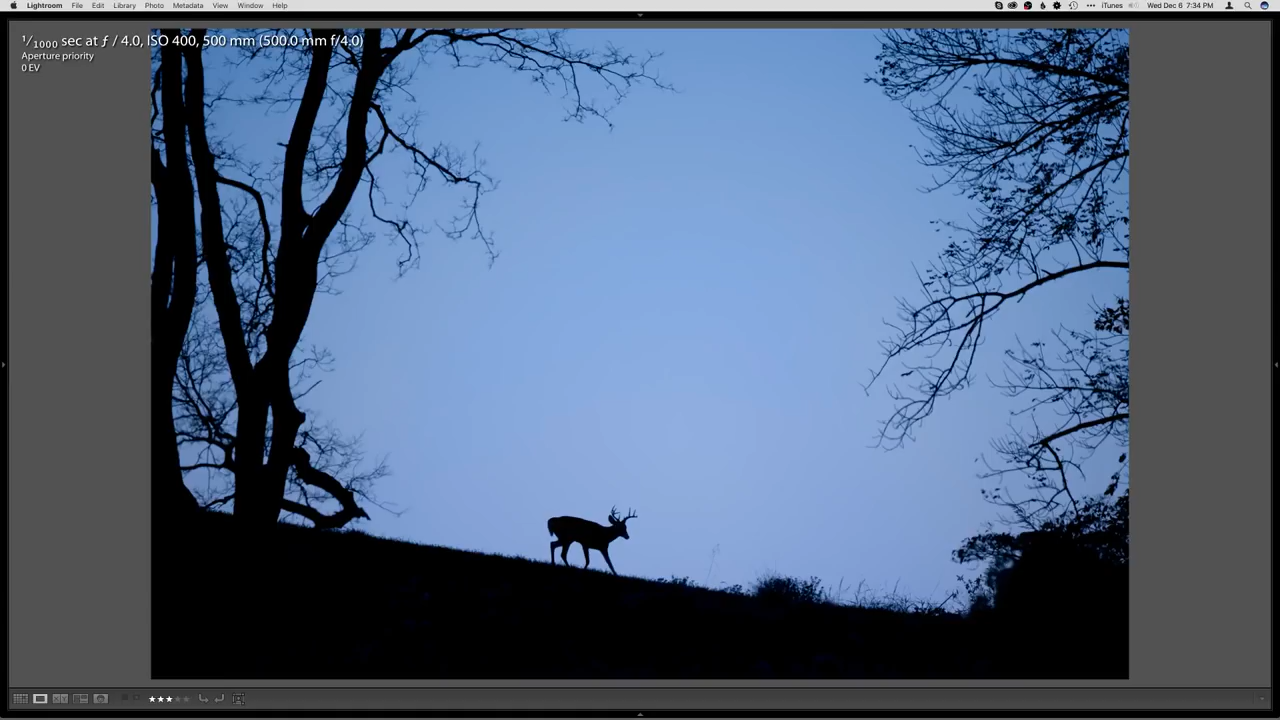 Lightroom File Edit Library Photo Metadata View Window Help iTunes Wed Dec 6 7:34 PM
1/1000 sec at ƒ / 4.0, ISO 400, 500 mm (500.0 mm f/4.0)
Aperture priority
0 EV